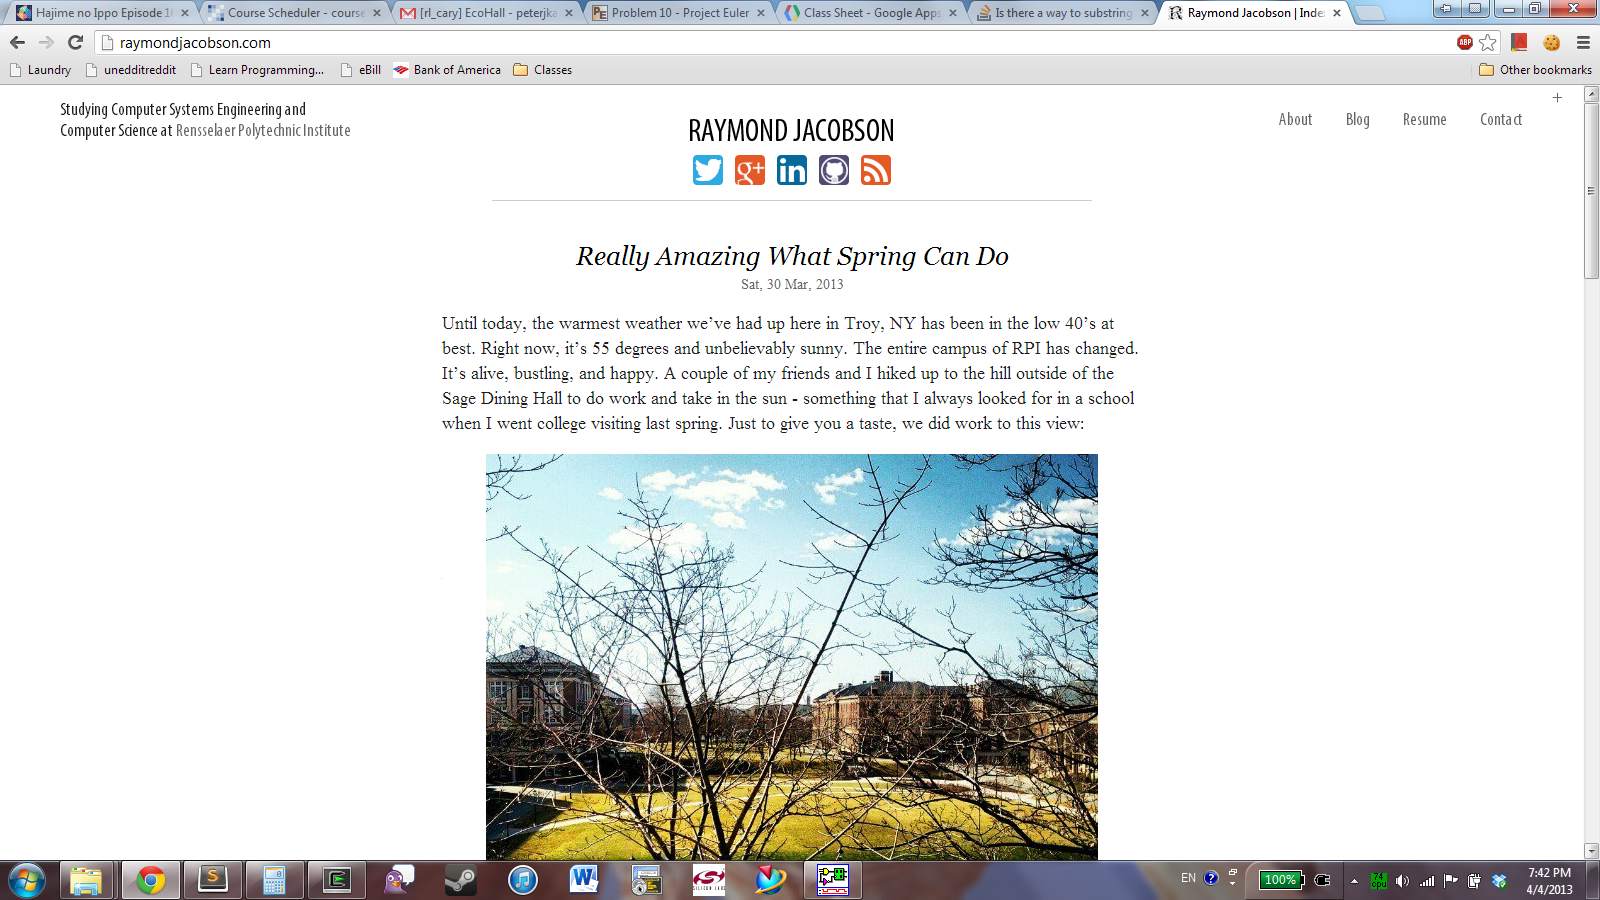 Hajime no Ippo Episode 1
Course Scheduler - course
[rl_cary] EcoHall - peterjka
Problem 10 - Project Euler
Class Sheet - Google Apps
Is there a way to substring
Raymond Jacobson | Inde
raymondjacobson.com
ABP
Laundry
unedditreddit
Learn Programming...
eBill
Bank of America
Classes
Other bookmarks
Studying Computer Systems Engineering and
Computer Science at Rensselaer Polytechnic Institute
RAYMOND JACOBSON
About Blog Resume Contact
Really Amazing What Spring Can Do
Sat, 30 Mar, 2013
Until today, the warmest weather we’ve had up here in Troy, NY has been in the low 40’s at
best. Right now, it’s 55 degrees and unbelievably sunny. The entire campus of RPI has changed.
It’s alive, bustling, and happy. A couple of my friends and I hiked up to the hill outside of the
Sage Dining Hall to do work and take in the sun - something that I always looked for in a school
when I went college visiting last spring. Just to give you a taste, we did work to this view:
SILICON LABS
EN
100%
74
cpu
7:42 PM
4/4/2013